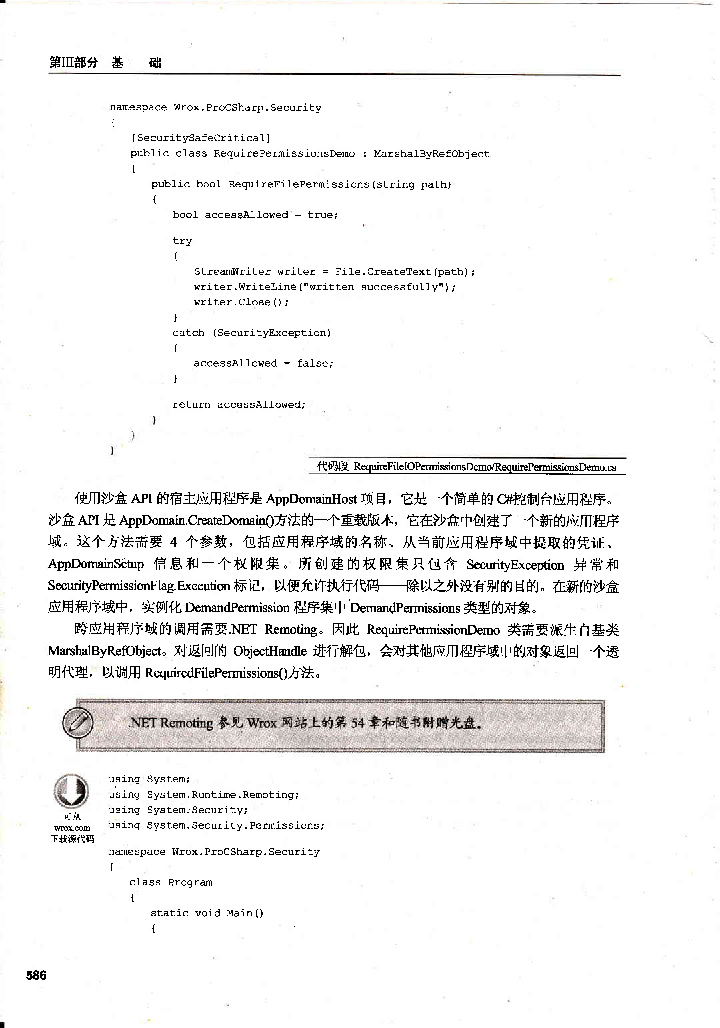 第III部分 基 础
namespace Wrox.ProCSharp.Security
{
[SecuritySafeCritical]
public class RequirePermissionsDemo : MarshalByRefObject
{
public bool RequireFilePermissions(string path)
{
bool accessAllowed = true;
try
{
StreamWriter writer = File.CreateText(path);
writer.WriteLine("written successfully");
writer.Close();
}
catch (SecurityException)
{
accessAllowed = false;
}
return accessAllowed;
}
}
}
代码段 RequireFileIOPermissionsDemo/RequirePermissionsDemo.cs
使用沙盒 API 的宿主应用程序是 AppDomainHost 项目，它是一个简单的 C#控制台应用程序。
沙盒 API 是 AppDomain.CreateDomain()方法的一个重载版本，它在沙盒中创建了一个新的应用程序
域。这个方法需要 4 个参数，包括应用程序域的名称、从当前应用程序域中提取的凭证、
AppDomainSetup 信息和一个权限集。所创建的权限集只包含 SecurityException 异常和
SecurityPermissionFlag.Execution 标记，以便允许执行代码——除以之外没有别的目的。在新的沙盒
应用程序域中，实例化 DemandPermission 程序集中 DemandPermissions 类型的对象。
跨应用程序域的调用需要.NET Remoting。因此 RequirePermissionDemo 类需要派生自基类
MarshalByRefObject。对返回的 ObjectHandle 进行解包，会对其他应用程序域中的对象返回一个透
明代理，以调用 RequiredFilePermissions()方法。
.NET Remoting 参见 Wrox 网站上的第 54 章和随书附赠光盘。
可从
wrox.com
下载源代码
using System;
using System.Runtime.Remoting;
using System.Security;
using System.Security.Permissions;
namespace Wrox.ProCSharp.Security
{
class Program
{
static void Main()
{
586